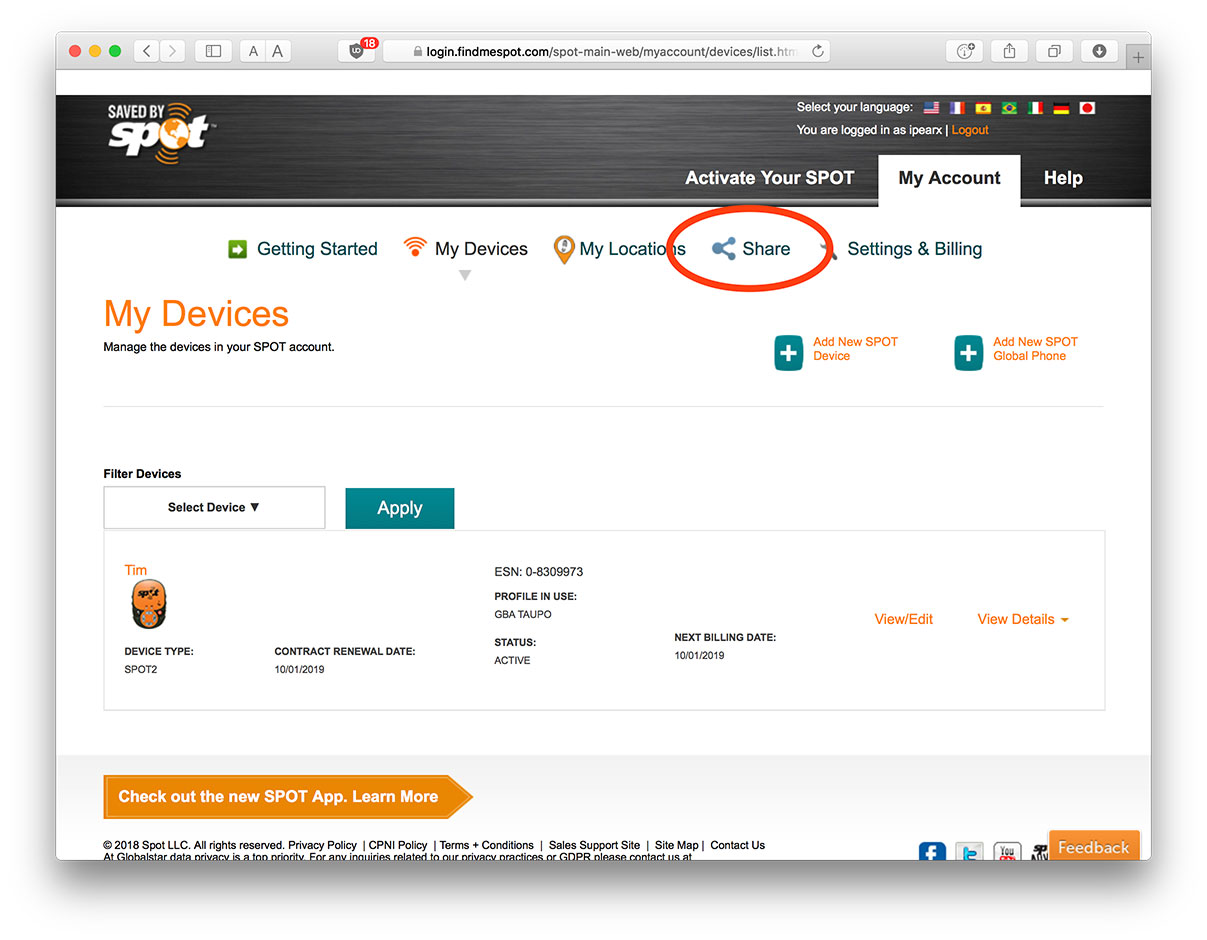 A A
18
login.findmespot.com/spot-main-web/myaccount/devices/list.htm
SAVED BY
spot
Select your language:
You are logged in as ipearx | Logout
Activate Your SPOT My Account Help
Getting Started My Devices My Locations Share Settings & Billing
My Devices
Manage the devices in your SPOT account.
Add New SPOT
Device
Add New SPOT
Global Phone
Filter Devices
Select Device ▼ Apply
Tim
spot
DEVICE TYPE:
SPOT2
CONTRACT RENEWAL DATE:
10/01/2019
ESN: 0-8309973
PROFILE IN USE:
GBA TAUPO
STATUS:
ACTIVE
NEXT BILLING DATE:
10/01/2019
View/Edit View Details
Check out the new SPOT App. Learn More
© 2018 Spot LLC. All rights reserved. Privacy Policy | CPNI Policy | Terms + Conditions | Sales Support Site | Site Map | Contact Us
At Globalstar data privacy is a top priority. For any inquiries related to our privacy practices or GDPR please contact us at
You
Feedback